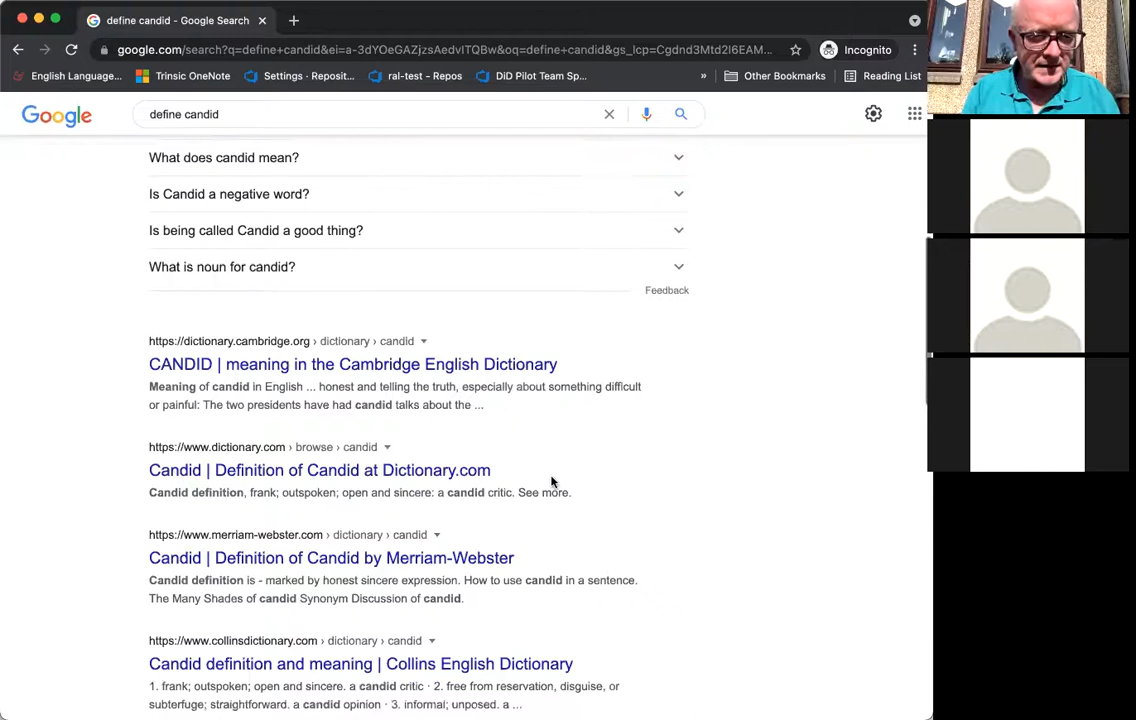 define candid - Google Search
google.com/search?q=define+candid&ei=a-3dYOeGAZjzsAedvITQBw&oq=define+candid&gs_lcp=Cgdnd3Mtd2l6EAM...
Incognito
English Language...
Trinsic OneNote
Settings · Reposit...
ral-test – Repos
DiD Pilot Team Sp...
»
Other Bookmarks
Reading List
Google
define candid
What does candid mean?
Is Candid a negative word?
Is being called Candid a good thing?
What is noun for candid?
Feedback
https://dictionary.cambridge.org › dictionary › candid
CANDID | meaning in the Cambridge English Dictionary
Meaning of candid in English ... honest and telling the truth, especially about something difficult
or painful: The two presidents have had candid talks about the ...
https://www.dictionary.com › browse › candid
Candid | Definition of Candid at Dictionary.com
Candid definition, frank; outspoken; open and sincere: a candid critic. See more.
https://www.merriam-webster.com › dictionary › candid
Candid | Definition of Candid by Merriam-Webster
Candid definition is - marked by honest sincere expression. How to use candid in a sentence.
The Many Shades of candid Synonym Discussion of candid.
https://www.collinsdictionary.com › dictionary › candid
Candid definition and meaning | Collins English Dictionary
1. frank; outspoken; open and sincere. a candid critic · 2. free from reservation, disguise, or
subterfuge; straightforward. a candid opinion · 3. informal; unposed. a ...